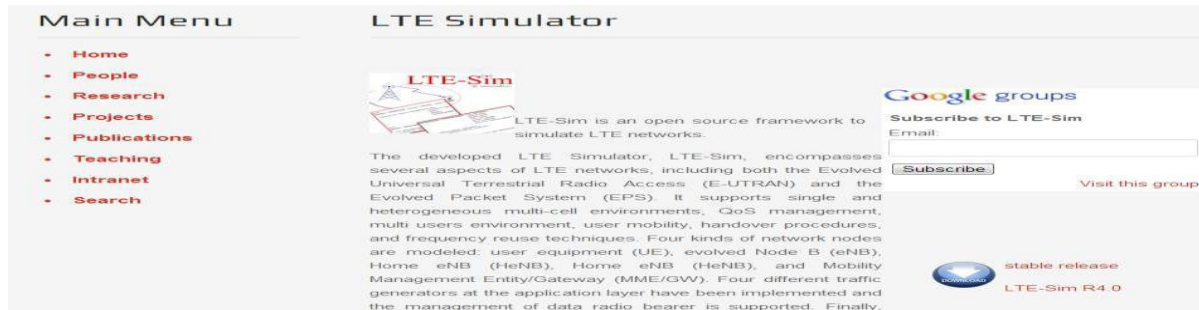 Main Menu
• Home
• People
• Research
• Projects
• Publications
• Teaching
• Intranet
• Search
LTE Simulator
LTE-Sim
LTE-Sim is an open source framework to
simulate LTE networks.
The developed LTE Simulator, LTE-Sim, encompasses
several aspects of LTE networks, including both the Evolved
Universal Terrestrial Radio Access (E-UTRAN) and the
Evolved Packet System (EPS). It supports single and
heterogeneous multi-cell environments, QoS management,
multi users environment, user mobility, handover procedures,
and frequency reuse techniques. Four kinds of network nodes
are modeled: user equipment (UE), evolved Node B (eNB),
Home eNB (HeNB), Home eNB (HeNB), and Mobility
Management Entity/Gateway (MME/GW). Four different traffic
generators at the application layer have been implemented and
the management of data radio bearer is supported. Finally,
Google groups
Subscribe to LTE-Sim
Email:
Subscribe
Visit this group
DOWNLOAD
stable release
LTE-Sim R4.0